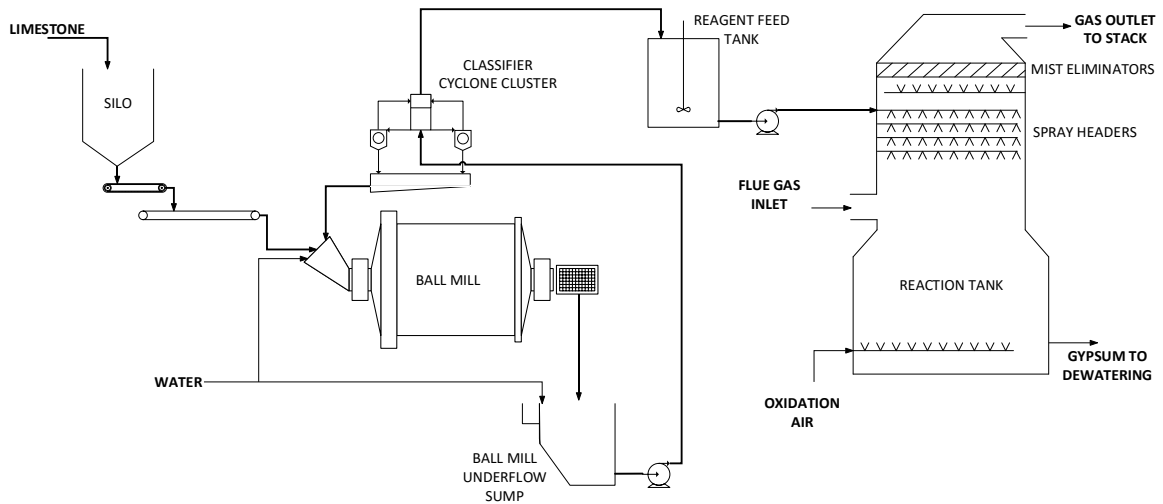 LIMESTONE
SILO
CLASSIFIER
CYCLONE CLUSTER
REAGENT FEED
TANK
GAS OUTLET
TO STACK
MIST ELIMINATORS
SPRAY HEADERS
FLUE GAS
INLET
BALL MILL
REACTION TANK
WATER
OXIDATION
AIR
GYPSUM TO
DEWATERING
BALL MILL
UNDERFLOW
SUMP